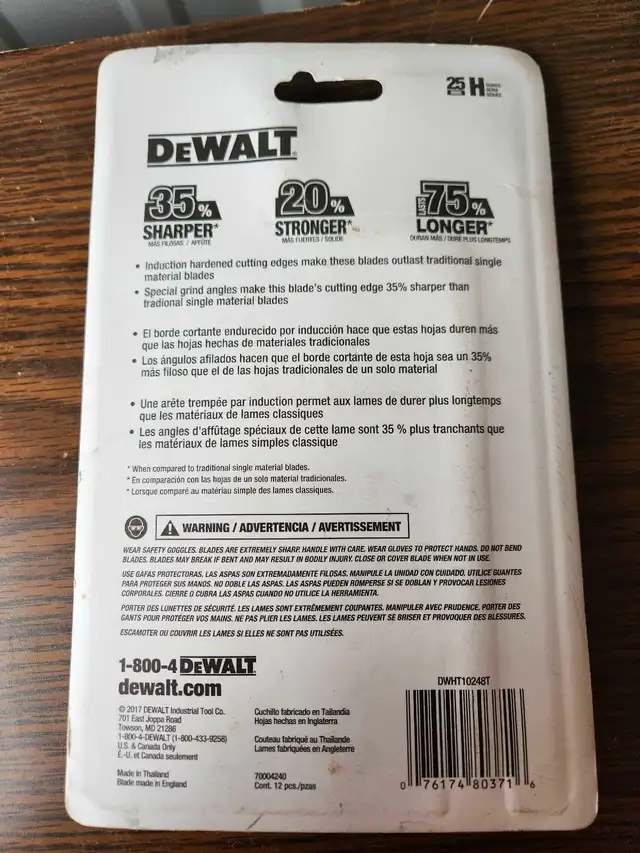 25 H
DEWALT
35% 20% LASTS 75%
SHARPER* STRONGER* LONGER*
MÁS FILOSAS / AFFÛTÉ MÁS FUERTES / SOLIDE DURAN MÁS / DURE PLUS LONGTEMPS
• Induction hardened cutting edges make these blades outlast traditional single
material blades
• Special grind angles make this blade's cutting edge 35% sharper than
tradional single material blades
• El borde cortante endurecido por inducción hace que estas hojas duren más
que las hojas hechas de materiales tradicionales
• Los ángulos afilados hacen que el borde cortante de esta hoja sea un 35%
más filoso que el de las hojas tradicionales de un solo material
• Une arête trempée par induction permet aux lames de durer plus longtemps
que les matériaux de lames classiques
• Les angles d'affûtage spéciaux de cette lame sont 35 % plus tranchants que
les matériaux de lames simples classique
* When compared to traditional single material blades.
* En comparación con las hojas de un solo material tradicionales.
* Lorsque comparé au matériau simple des lames classiques.
WARNING / ADVERTENCIA / AVERTISSEMENT
WEAR SAFETY GOGGLES. BLADES ARE EXTREMELY SHARP. HANDLE WITH CARE. WEAR GLOVES TO PROTECT HANDS. DO NOT BEND
BLADES. BLADES MAY BREAK IF BENT AND MAY RESULT IN BODILY INJURY. CLOSE OR COVER BLADE WHEN NOT IN USE.
USE GAFAS PROTECTORAS. LAS ASPAS SON EXTREMADAMENTE FILOSAS. MANIPULE LA UNIDAD CON CUIDADO. UTILICE GUANTES
PARA PROTEGER SUS MANOS. NO DOBLE LAS ASPAS. LAS ASPAS PUEDEN ROMPERSE SI SE DOBLAN Y PROVOCAR LESIONES
CORPORALES. CIERRE O CUBRA LAS ASPAS CUANDO NO UTILICE LA HERRAMIENTA.
PORTER DES LUNETTES DE SÉCURITÉ. LES LAMES SONT EXTRÊMEMENT COUPANTES. MANIPULER AVEC PRUDENCE. PORTER DES
GANTS POUR PROTÉGER VOS MAINS. NE PAS PLIER LES LAMES. LES LAMES PEUVENT SE BRISER ET PROVOQUER DES BLESSURES.
ESCAMOTER OU COUVRIR LES LAMES SI ELLES NE SONT PAS UTILISÉES.
1-800-4 DEWALT
dewalt.com
© 2017 DEWALT Industrial Tool Co.
701 East Joppa Road
Towson, MD 21286
1-800-4-DEWALT (1-800-433-9258)
U.S. & Canada Only
É.-U. et Canada seulement
Made in Thailand
Blade made in England
Cuchillo fabricado en Tailandia
Hojas hechas en Inglaterra
Couteau fabriqué au Thaïlande
Lames fabriquées en Angleterre
70004240
Cont. 12 pcs./pzas
DWHT10248T
0 76174 80371 6